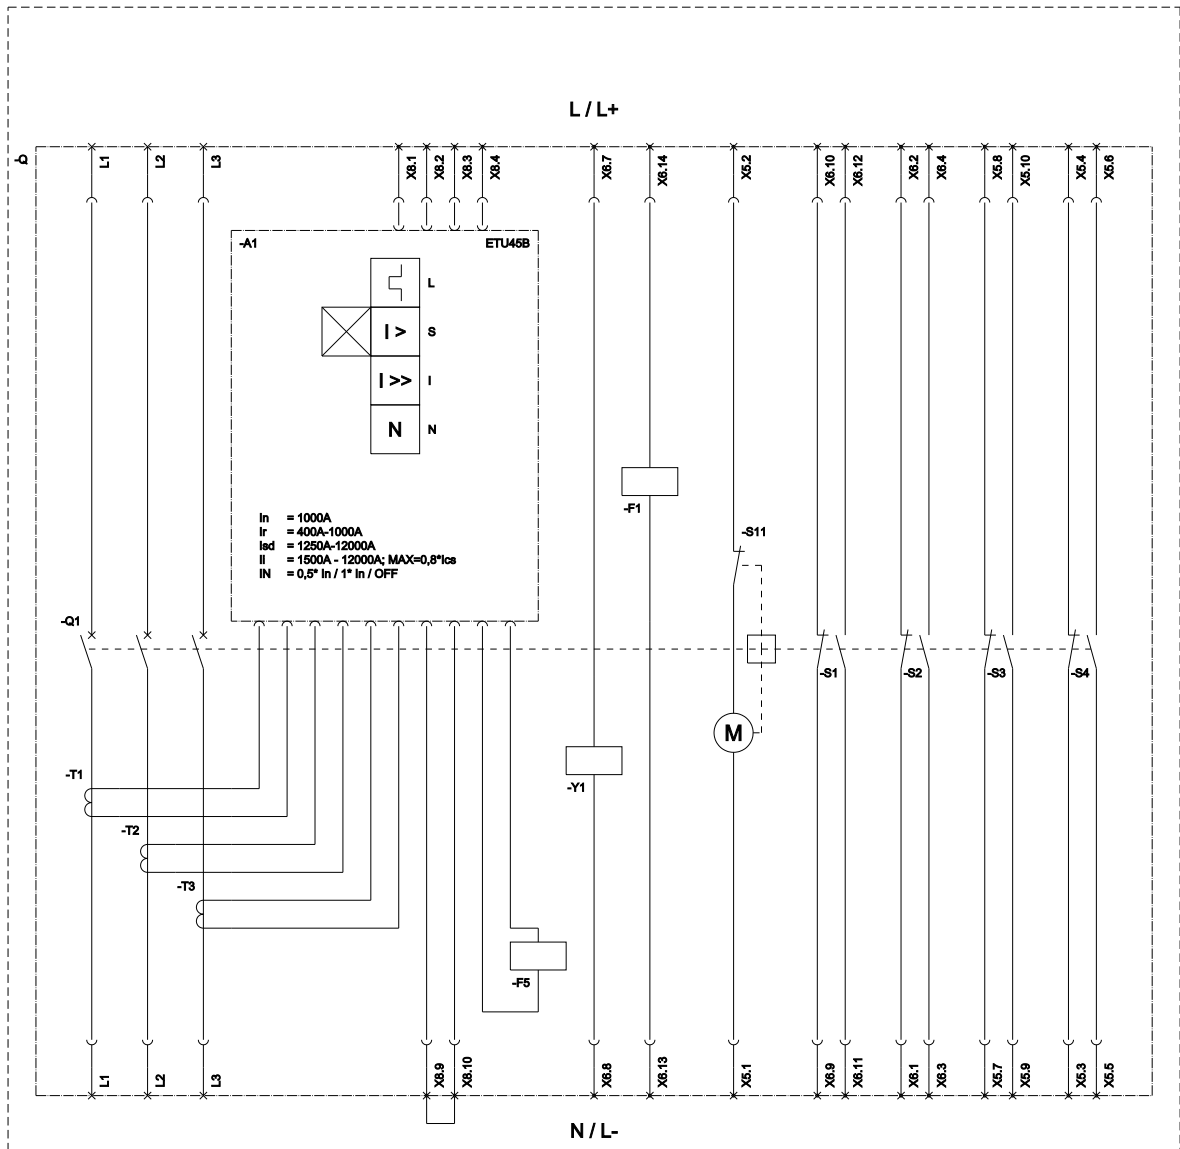 L / L+
-Q
L1
L2
L3
X8.1
X8.2
X8.3
X8.4
X6.7
X6.14
X5.2
X6.10
X6.12
X6.2
X6.4
X5.8
X5.10
X5.4
X5.6
-A1
ETU45B
L
I >
S
I >>
I
N
N
-F1
In = 1000A
Ir = 400A-1000A
Isd = 1250A-12000A
Ii = 1500A - 12000A; MAX=0,8*Ics
IN = 0,5* In / 1* In / OFF
-S11
-Q1
-S1
-S2
-S3
-S4
M
-T1
-Y1
-T2
-T3
-F5
L1
L2
L3
X8.9
X8.10
X6.8
X6.13
X5.1
X6.9
X6.11
X6.1
X6.3
X5.7
X5.9
X5.3
X5.5
N / L-